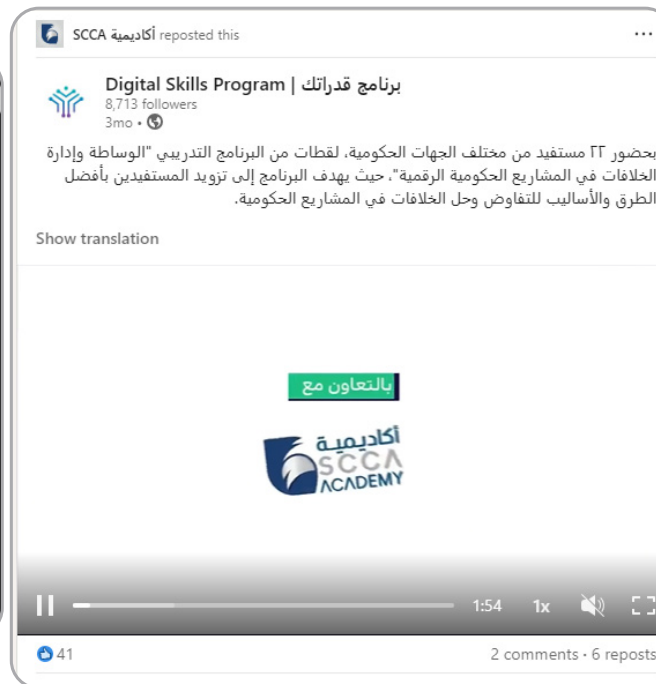 SCCA أكاديمية reposted this
Digital Skills Program | برنامج قدراتك
8,713 followers
3mo •
بحضور ٢٢ مستفيد من مختلف الجهات الحكومية، لقطات من البرنامج التدريبي "الوساطة وإدارة
الخلافات في المشاريع الحكومية الرقمية"، حيث يهدف البرنامج إلى تزويد المستفيدين بأفضل
الطرق والأساليب للتفاوض وحل الخلافات في المشاريع الحكومية.
Show translation
بالتعاون مع
أكاديمية
SCCA
ACADEMY
1:54 1x
41 2 comments • 6 reposts